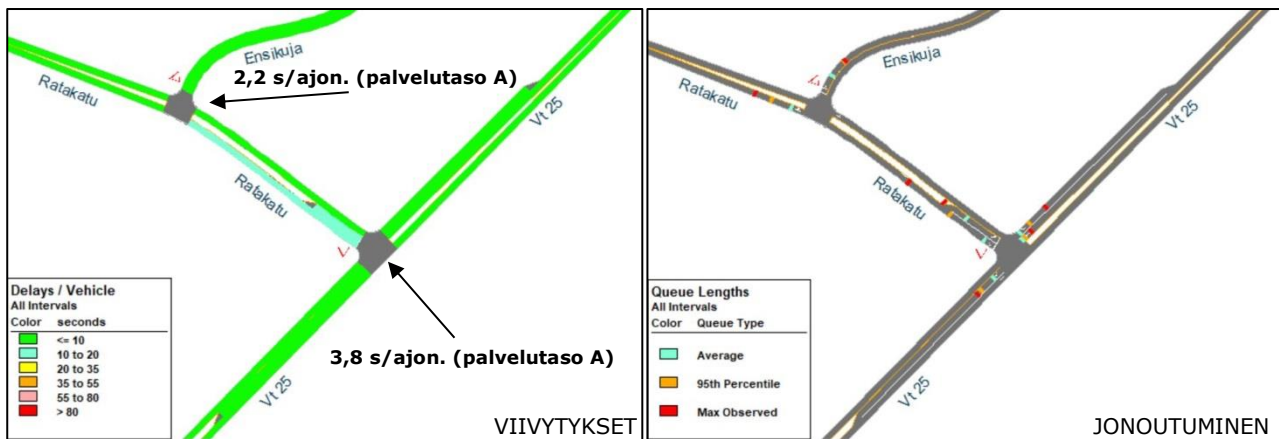 Ensikuja
Ratakatu
2,2 s/ajon. (palvelutaso A)
Vt 25
Ratakatu
Delays / Vehicle
All Intervals
Color seconds
<= 10
10 to 20
20 to 35
35 to 55
55 to 80
> 80
3,8 s/ajon. (palvelutaso A)
Vt 25
VIIVYTYKSET
Ensikuja
Ratakatu
Vt 25
Ratakatu
Queue Lengths
All Intervals
Color Queue Type
Average
95th Percentile
Max Observed
Vt 25
JONOUTUMINEN